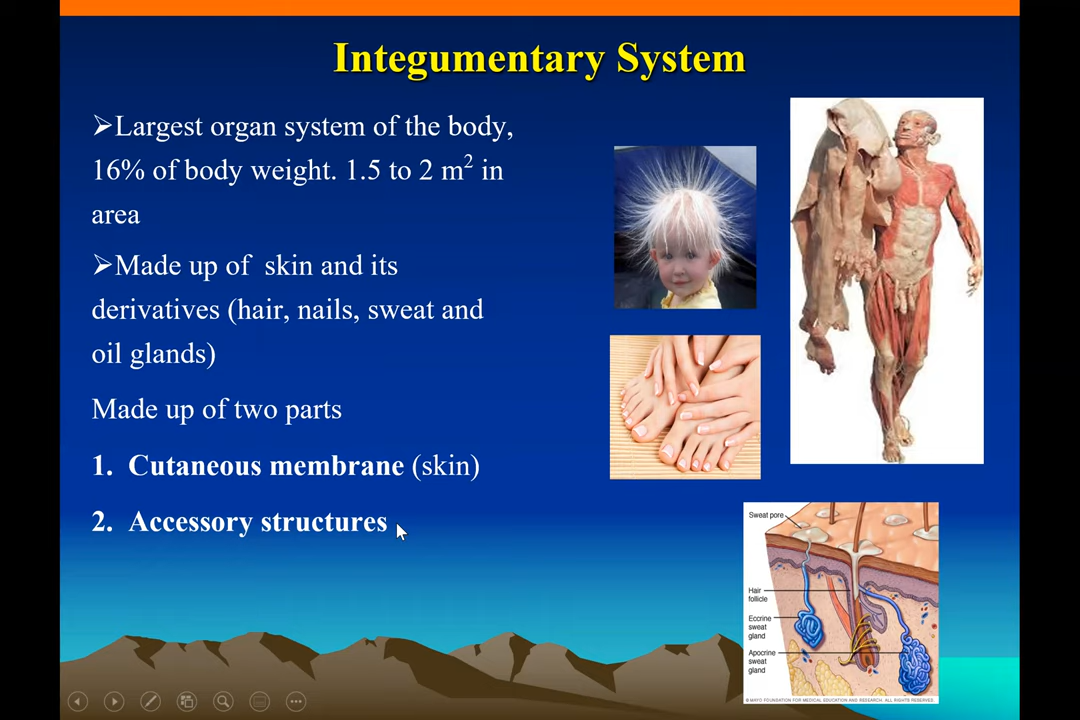 Integumentary System
➢Largest organ system of the body,
16% of body weight. 1.5 to 2 m² in
area
➢Made up of  skin and its
derivatives (hair, nails, sweat and
oil glands)
Made up of two parts
1. Cutaneous membrane (skin)
2. Accessory structures
Sweat pore
Hair
follicle
Eccrine
sweat
gland
Apocrine
sweat
gland
© MAYO FOUNDATION FOR MEDICAL EDUCATION AND RESEARCH. ALL RIGHTS RESERVED.